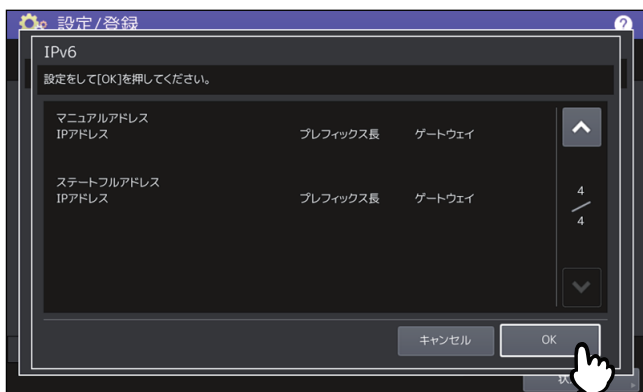 設定/登録
?
IPv6
設定をして[OK]を押してください。
マニュアルアドレス
IPアドレス プレフィックス長 ゲートウェイ
ステートフルアドレス
IPアドレス プレフィックス長 ゲートウェイ
4
/
4
キャンセル OK